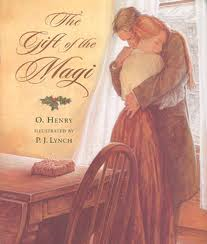 The
Gift of the
Magi
O. HENRY
ILLUSTRATED BY
P. J. LYNCH